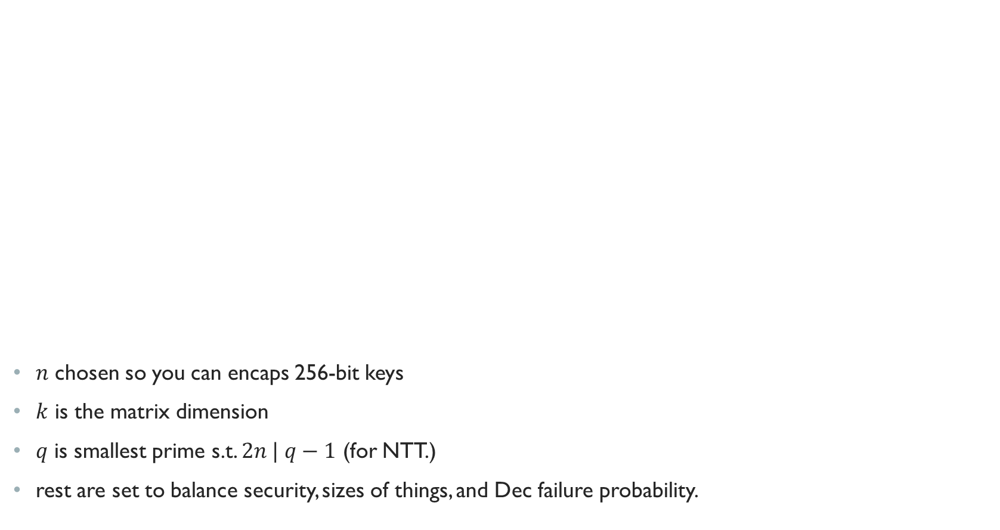 • n chosen so you can encaps 256-bit keys
• k is the matrix dimension
• q is smallest prime s.t. 2n | q − 1 (for NTT.)
• rest are set to balance security, sizes of things, and Dec failure probability.